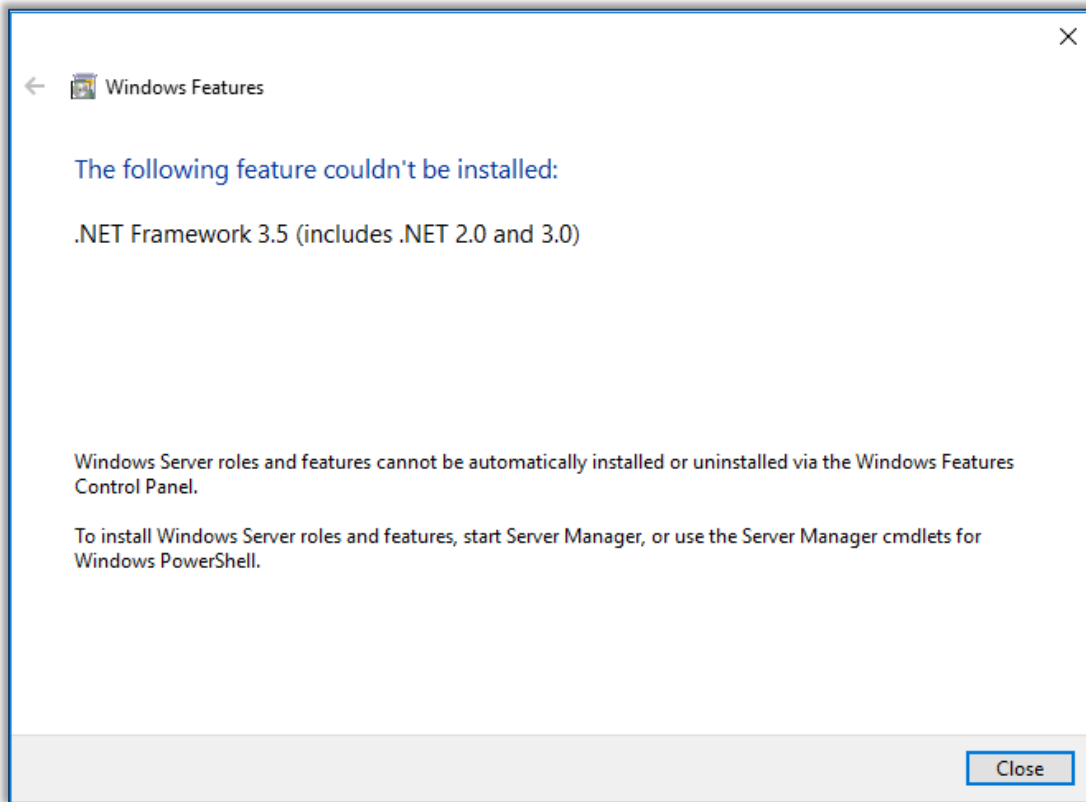 Windows Features
The following feature couldn't be installed:
.NET Framework 3.5 (includes .NET 2.0 and 3.0)
Windows Server roles and features cannot be automatically installed or uninstalled via the Windows Features
Control Panel.
To install Windows Server roles and features, start Server Manager, or use the Server Manager cmdlets for
Windows PowerShell.
Close